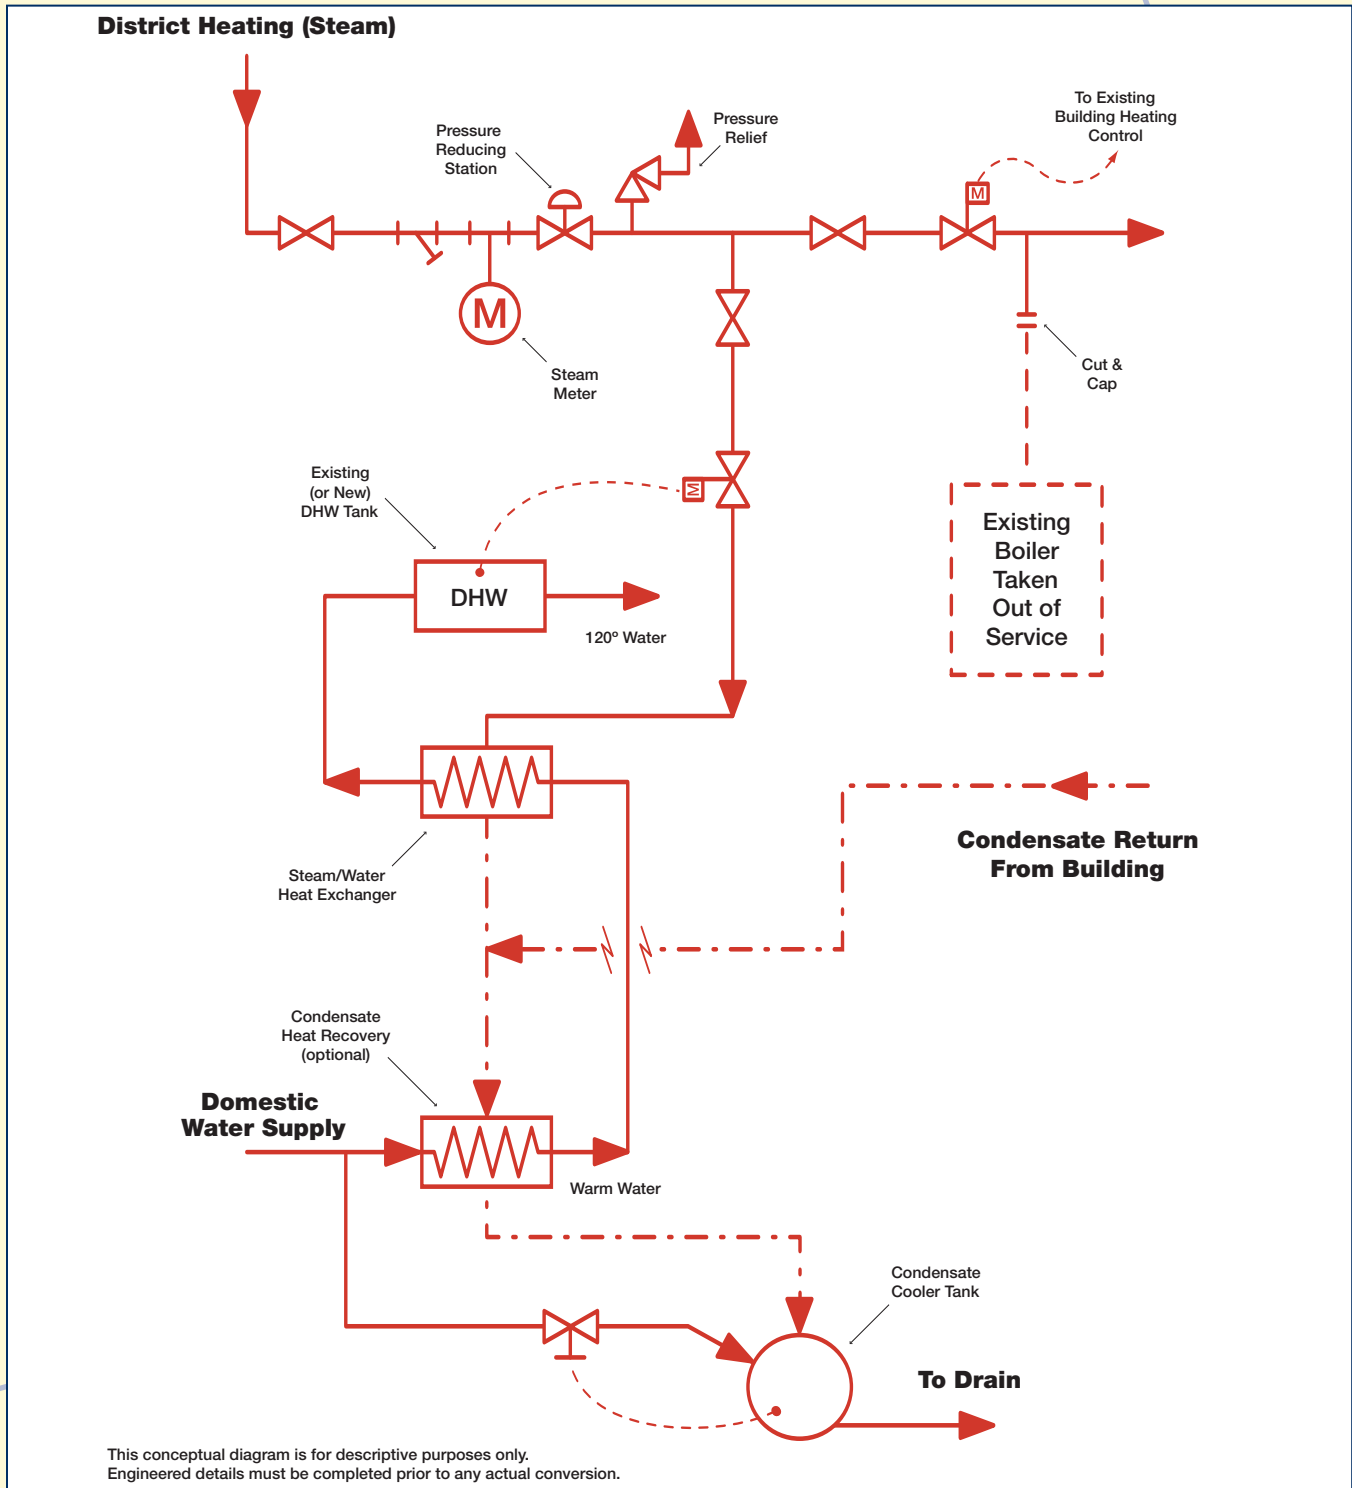 District Heating (Steam)
To Existing
Building Heating
Control
Pressure
Relief
Pressure
Reducing
Station
M
M
Steam
Meter
Cut &
Cap
Existing
(or New)
DHW Tank
M
Existing
Boiler
Taken
Out of
Service
DHW
120º Water
Condensate Return
From Building
Steam/Water
Heat Exchanger
Condensate
Heat Recovery
(optional)
Domestic
Water Supply
Warm Water
Condensate
Cooler Tank
To Drain
This conceptual diagram is for descriptive purposes only.
Engineered details must be completed prior to any actual conversion.